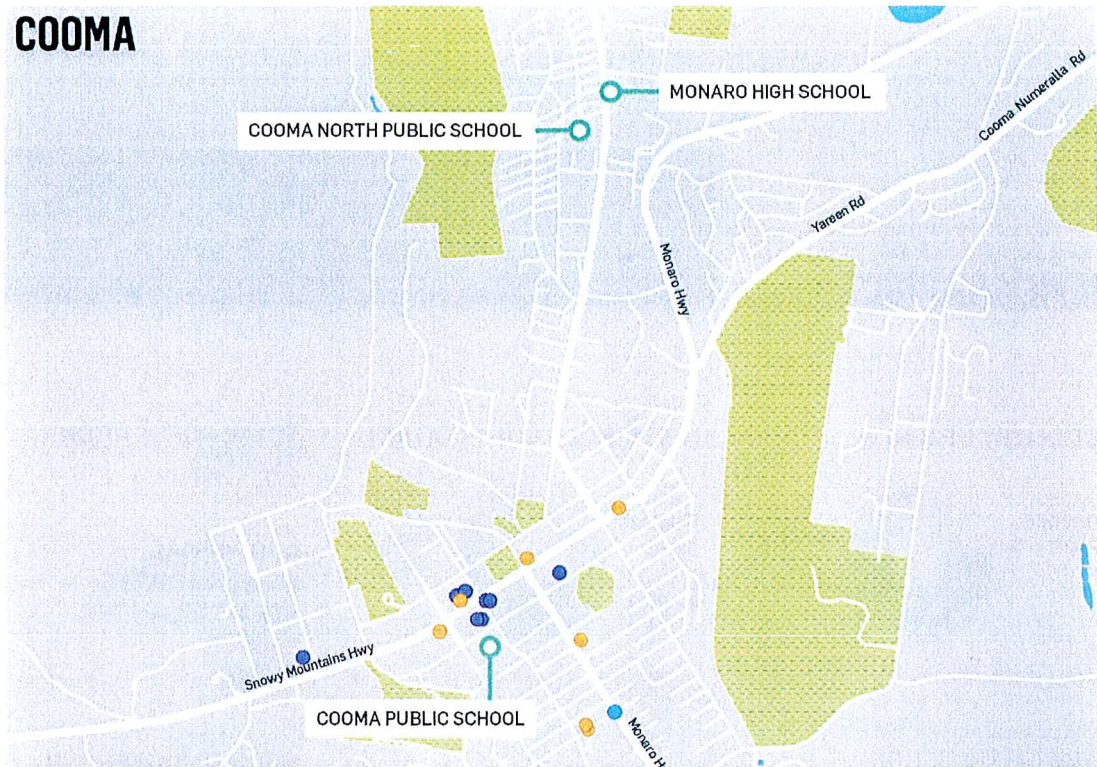 COOMA
MONARO HIGH SCHOOL
COOMA NORTH PUBLIC SCHOOL
Cooma Numeralla Rd
Yareen Rd
Monaro Hwy
Snowy Mountains Hwy
COOMA PUBLIC SCHOOL
Monaro H